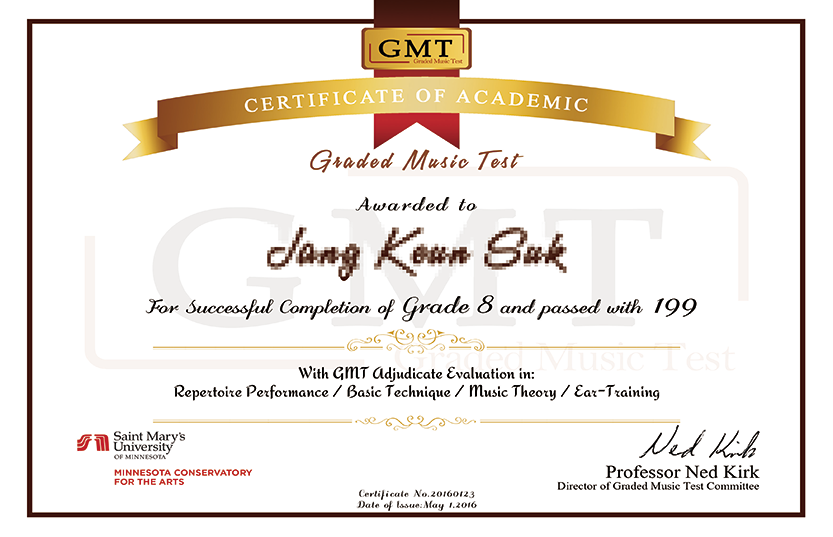 GMT
Graded Music Test
CERTIFICATE OF ACADEMIC
Graded Music Test
Awarded to
Jang Keun Suk
For Successful Completion of Grade 8 and passed with 199
GMT
Graded Music Test
With GMT Adjudicate Evaluation in:
Repertoire Performance / Basic Technique / Music Theory / Ear-Training
Saint Mary's
University
OF MINNESOTA
MINNESOTA CONSERVATORY
FOR THE ARTS
Ned Kirk
Professor Ned Kirk
Director of Graded Music Test Committee
Certificate No.20160123
Date of Issue:May 1,2016